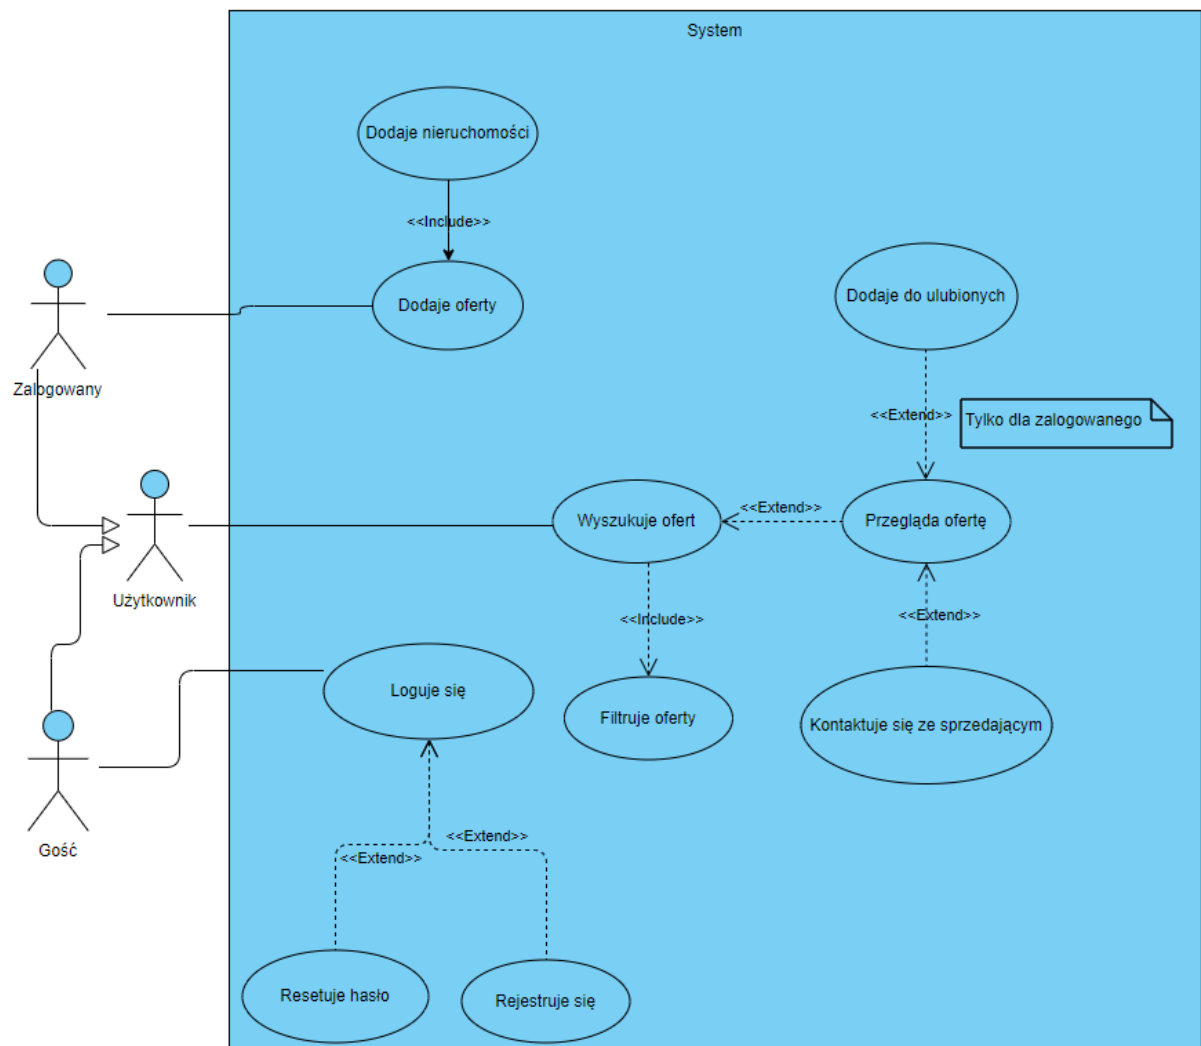 System
Dodaje nieruchomości
<<Include>>
Dodaje oferty
Dodaje do ulubionych
Zalogowany
<<Extend>>
Tylko dla zalogowanego
Wyszukuje ofert
<<Extend>>
Przegląda ofertę
Użytkownik
<<Include>>
<<Extend>>
Loguje się
Filtruje oferty
Kontaktuje się ze sprzedającym
Gość
<<Extend>>
<<Extend>>
Resetuje hasło
Rejestruje się